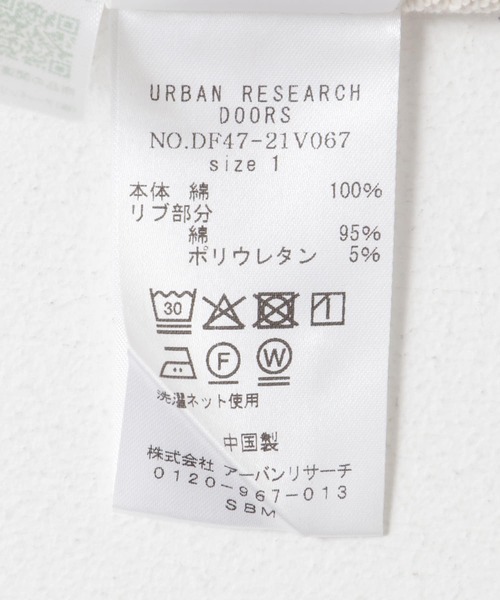 URBAN RESEARCH
DOORS
NO.DF47-21V067
size 1
本体 綿 100%
リブ部分
綿 95%
ポリウレタン 5%
30
F W
洗濯ネット使用
中国製
株式会社 アーバンリサーチ
0120-967-013
SBM